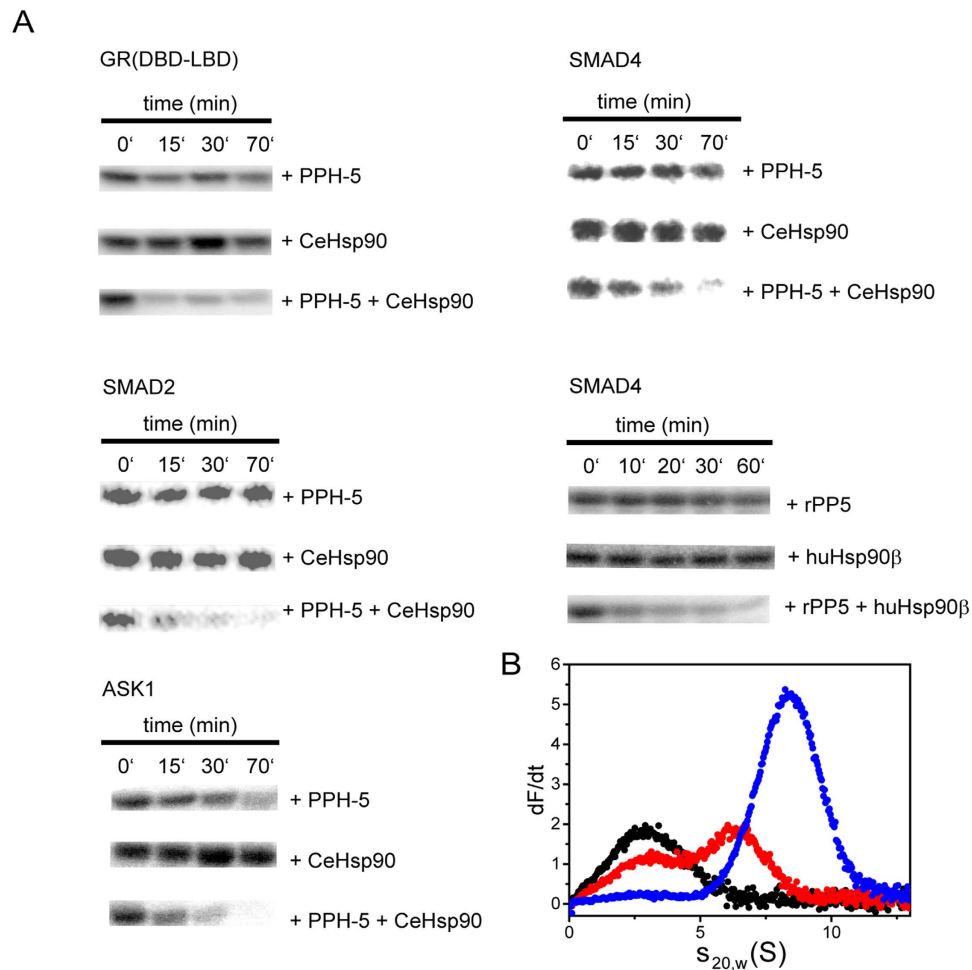 A
GR(DBD-LBD)
time (min)
0' 15' 30' 70'
+ PPH-5
+ CeHsp90
+ PPH-5 + CeHsp90
SMAD4
time (min)
0' 15' 30' 70'
+ PPH-5
+ CeHsp90
+ PPH-5 + CeHsp90
SMAD2
time (min)
0' 15' 30' 70'
+ PPH-5
+ CeHsp90
+ PPH-5 + CeHsp90
SMAD4
time (min)
0' 10' 20' 30' 60'
+ rPP5
+ huHsp90β
+ rPP5 + huHsp90β
ASK1
time (min)
0' 15' 30' 70'
+ PPH-5
+ CeHsp90
+ PPH-5 + CeHsp90
B
6
5
4
3
2
1
0
dF/dt
0 5 10
s20,w(S)